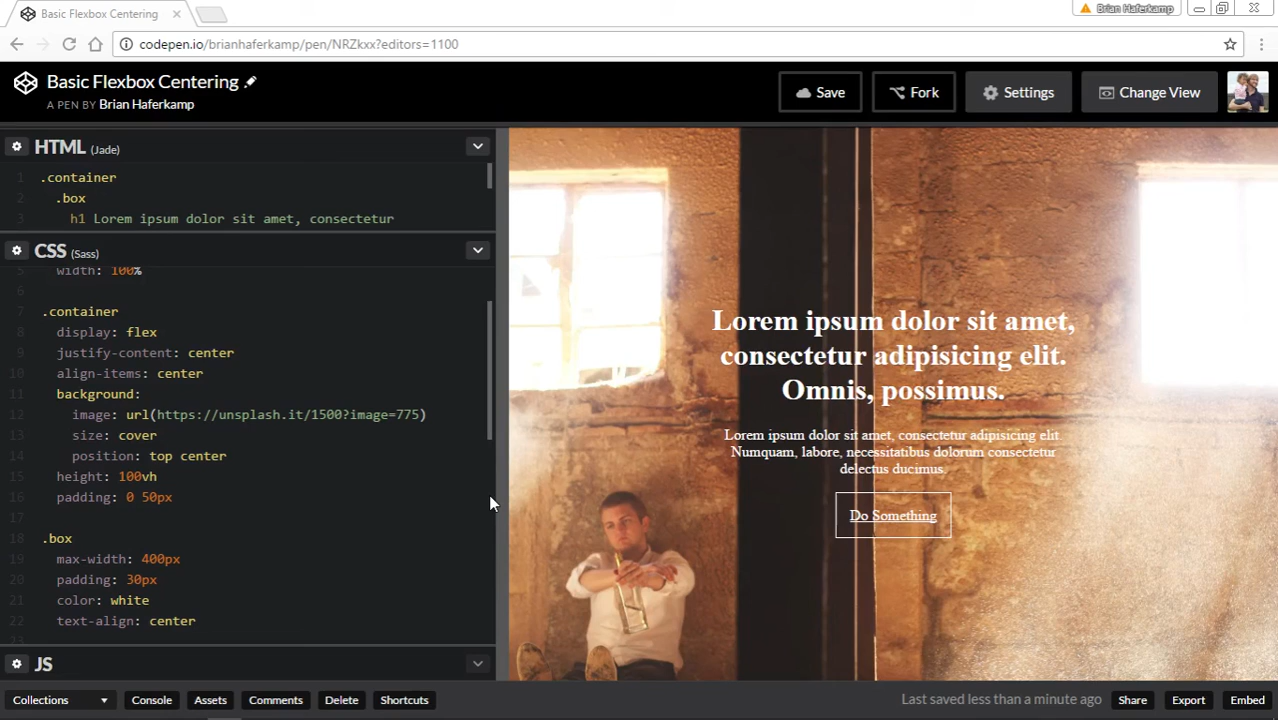 Basic Flexbox Centering
Brian Haferkamp
codepen.io/brianhaferkamp/pen/NRZkxx?editors=1100
Basic Flexbox Centering
A PEN BY Brian Haferkamp
Save
Fork
Settings
Change View
HTML (Jade)
1 .container
2 .box
3 h1 Lorem ipsum dolor sit amet, consectetur
CSS (Sass)
5 width: 100%
6
7 .container
8 display: flex
9 justify-content: center
10 align-items: center
11 background:
12 image: url(https://unsplash.it/1500?image=775)
13 size: cover
14 position: top center
15 height: 100vh
16 padding: 0 50px
17
18 .box
19 max-width: 400px
20 padding: 30px
21 color: white
22 text-align: center
23
JS
Lorem ipsum dolor sit amet,
consectetur adipisicing elit.
Omnis, possimus.
Lorem ipsum dolor sit amet, consectetur adipisicing elit.
Numquam, labore, necessitatibus dolorum consectetur
delectus ducimus.
Do Something
Collections
Console
Assets
Comments
Delete
Shortcuts
Last saved less than a minute ago
Share
Export
Embed